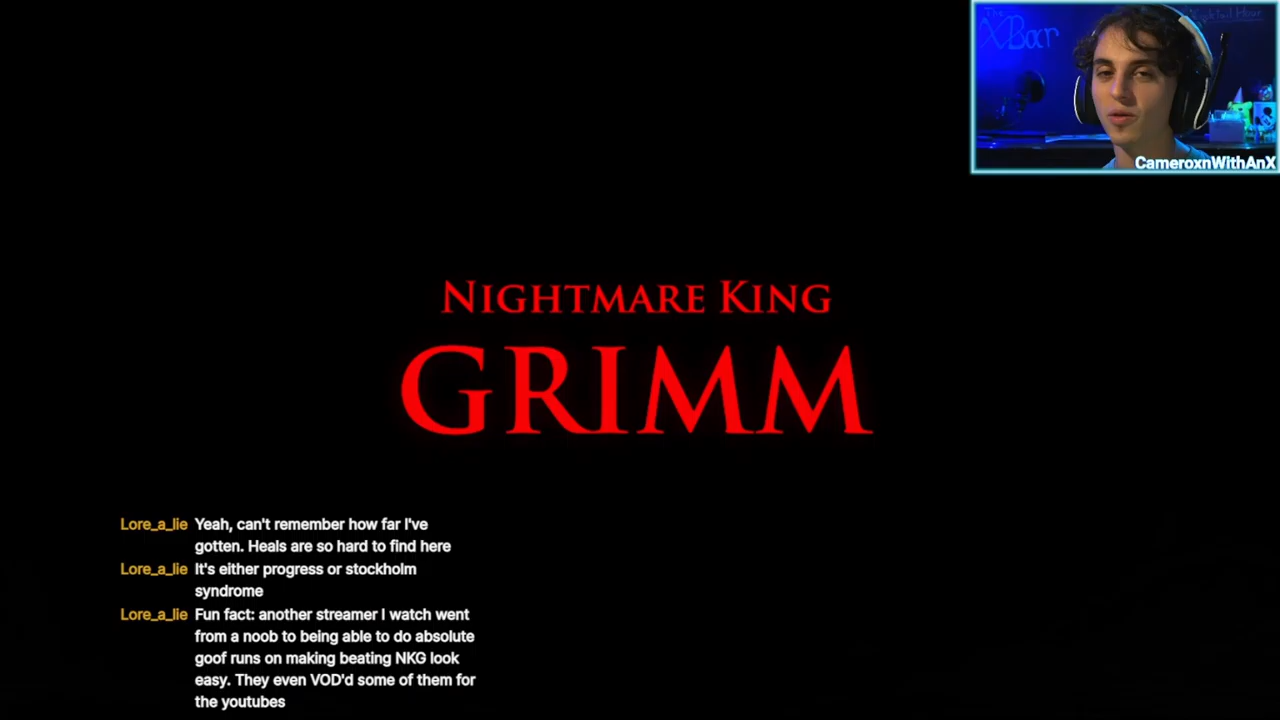 The
XBar
CameroxnWithAnX
NIGHTMARE KING
GRIMM
Lore_a_lie Yeah, can't remember how far I've
gotten. Heals are so hard to find here
Lore_a_lie It's either progress or stockholm
syndrome
Lore_a_lie Fun fact: another streamer I watch went
from a noob to being able to do absolute
goof runs on making beating NKG look
easy. They even VOD'd some of them for
the youtubes